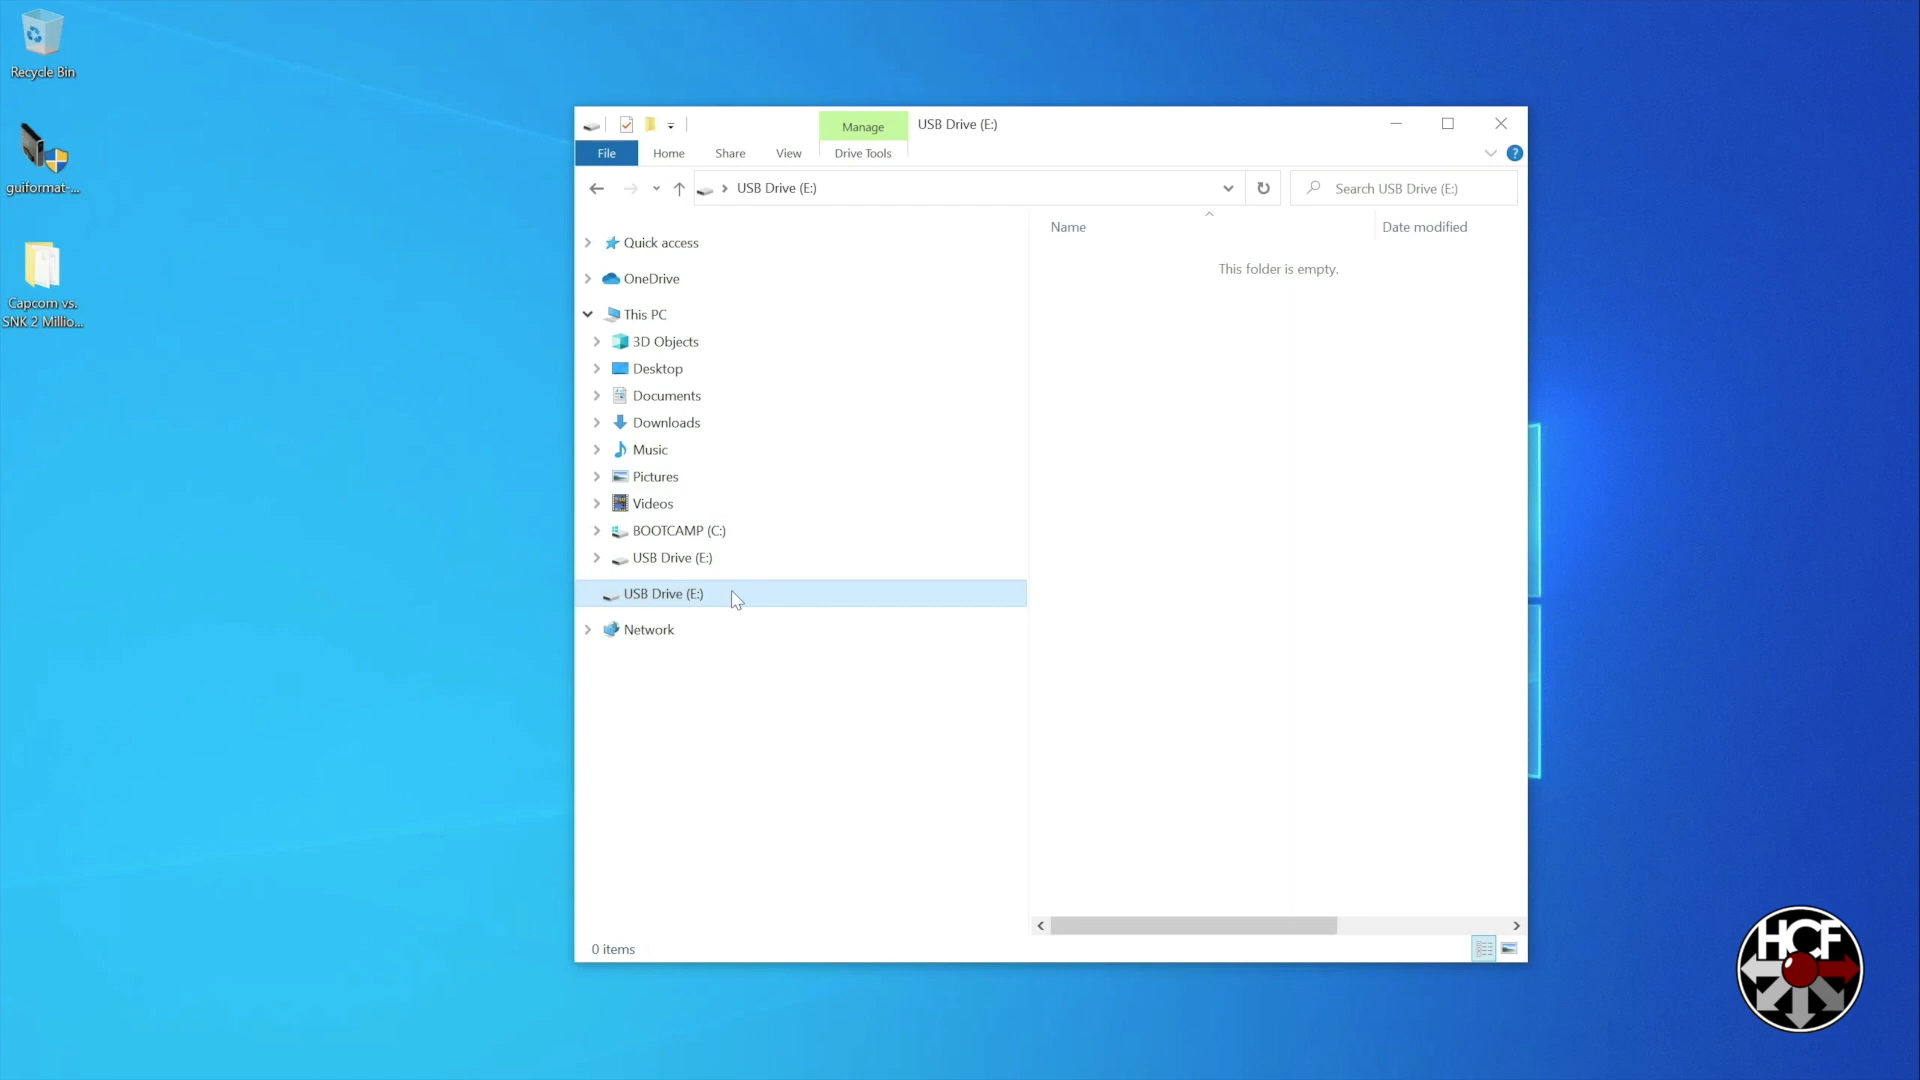 Recycle Bin
guiformat-...
Capcom vs.
SNK 2 Millio...
Manage
USB Drive (E:)
File
Home
Share
View
Drive Tools
?
USB Drive (E:)
Search USB Drive (E:)
Name
Date modified
This folder is empty.
Quick access
OneDrive
This PC
3D Objects
Desktop
Documents
Downloads
Music
Pictures
Videos
BOOTCAMP (C:)
USB Drive (E:)
USB Drive (E:)
Network
0 items
HCF